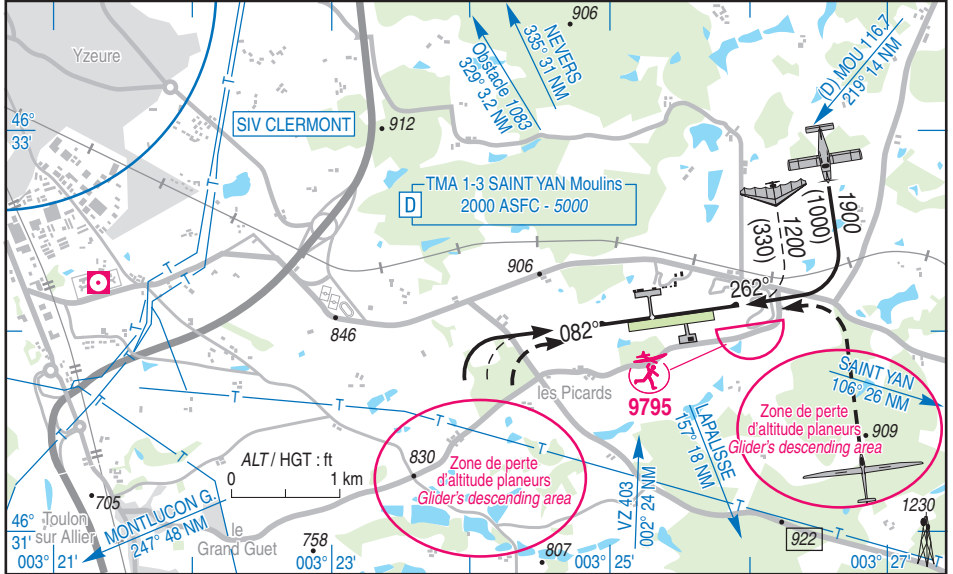 906
Yzeure
NEVERS
335° 31 NM
Obstacle 1083
329° 3.2 NM
(D) MOU 116.7
219° 14 NM
46°
33'
SIV CLERMONT
912
TMA 1-3 SAINT YAN Moulins
D
2000 ASFC - 5000
1900
(1000)
1200
(330)
906
262°
846
082°
les Picards
9795
SAINT YAN
106° 26 NM
LAPALISSE
157° 18 NM
Zone de perte
d'altitude planeurs
Glider's descending area
909
ALT / HGT : ft
0 1 km
830
Zone de perte
d'altitude planeurs
Glider's descending area
VZ 403
002° 24 NM
705
Toulon
sur Allier
MONTLUCON G.
247° 48 NM
le
Grand Guet
758
807
922
1230
46°
31'
003° 21'
003° 23'
003° 25'
003° 27'
T
T
T
T
T
T
T
T
T
T
T